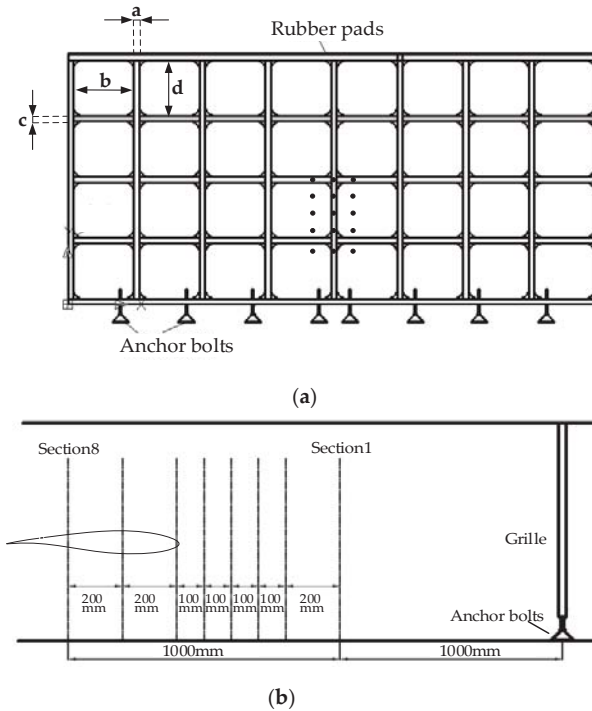 a
Rubber pads
b
d
c
Anchor bolts
(a)
Section8
Section1
Grille
200
mm
200
mm
100
mm
100
mm
100
mm
100
mm
200
mm
Anchor bolts
1000mm
1000mm
(b)